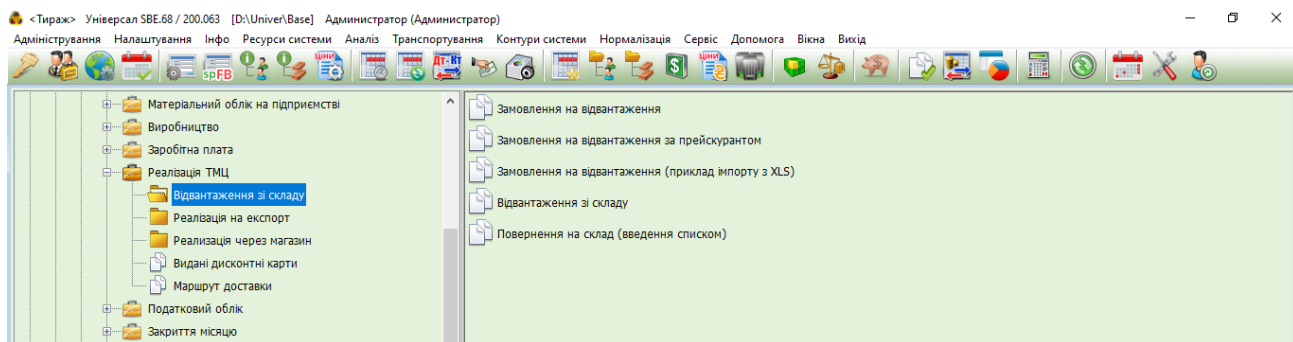 <Тираж> Універсал SBE.68 / 200.063 [D:\Univer\Base] Администратор (Администратор)
Адміністрування Налаштування Інфо Ресурси системи Аналіз Транспортування Контури системи Нормалізація Сервіс Допомога Вікна Вихід
spFB ЦІНИ ДТ-КТ ЦІНИ
Матеріальний облік на підприємстві
Виробництво
Заробітна плата
Реалізація ТМЦ
Відвантаження зі складу
Реалізація на експорт
Реализація через магазин
Видані дисконтні карти
Маршрут доставки
Податковий облік
Закриття місяцю
Замовлення на відвантаження
Замовлення на відвантаження за прейскурантом
Замовлення на відвантаження (приклад імпорту з XLS)
Відвантаження зі складу
Повернення на склад (введення списком)